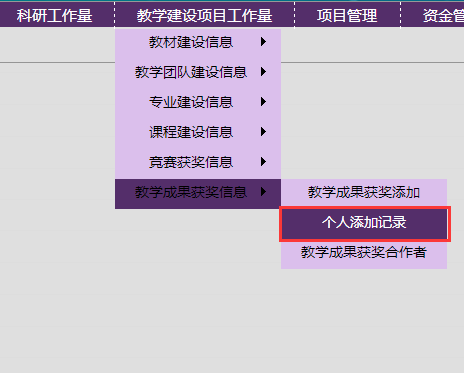 科研工作量 教学建设项目工作量 项目管理 资金管
教材建设信息
教学团队建设信息
专业建设信息
课程建设信息
竞赛获奖信息
教学成果获奖信息 教学成果获奖添加
个人添加记录
教学成果获奖合作者